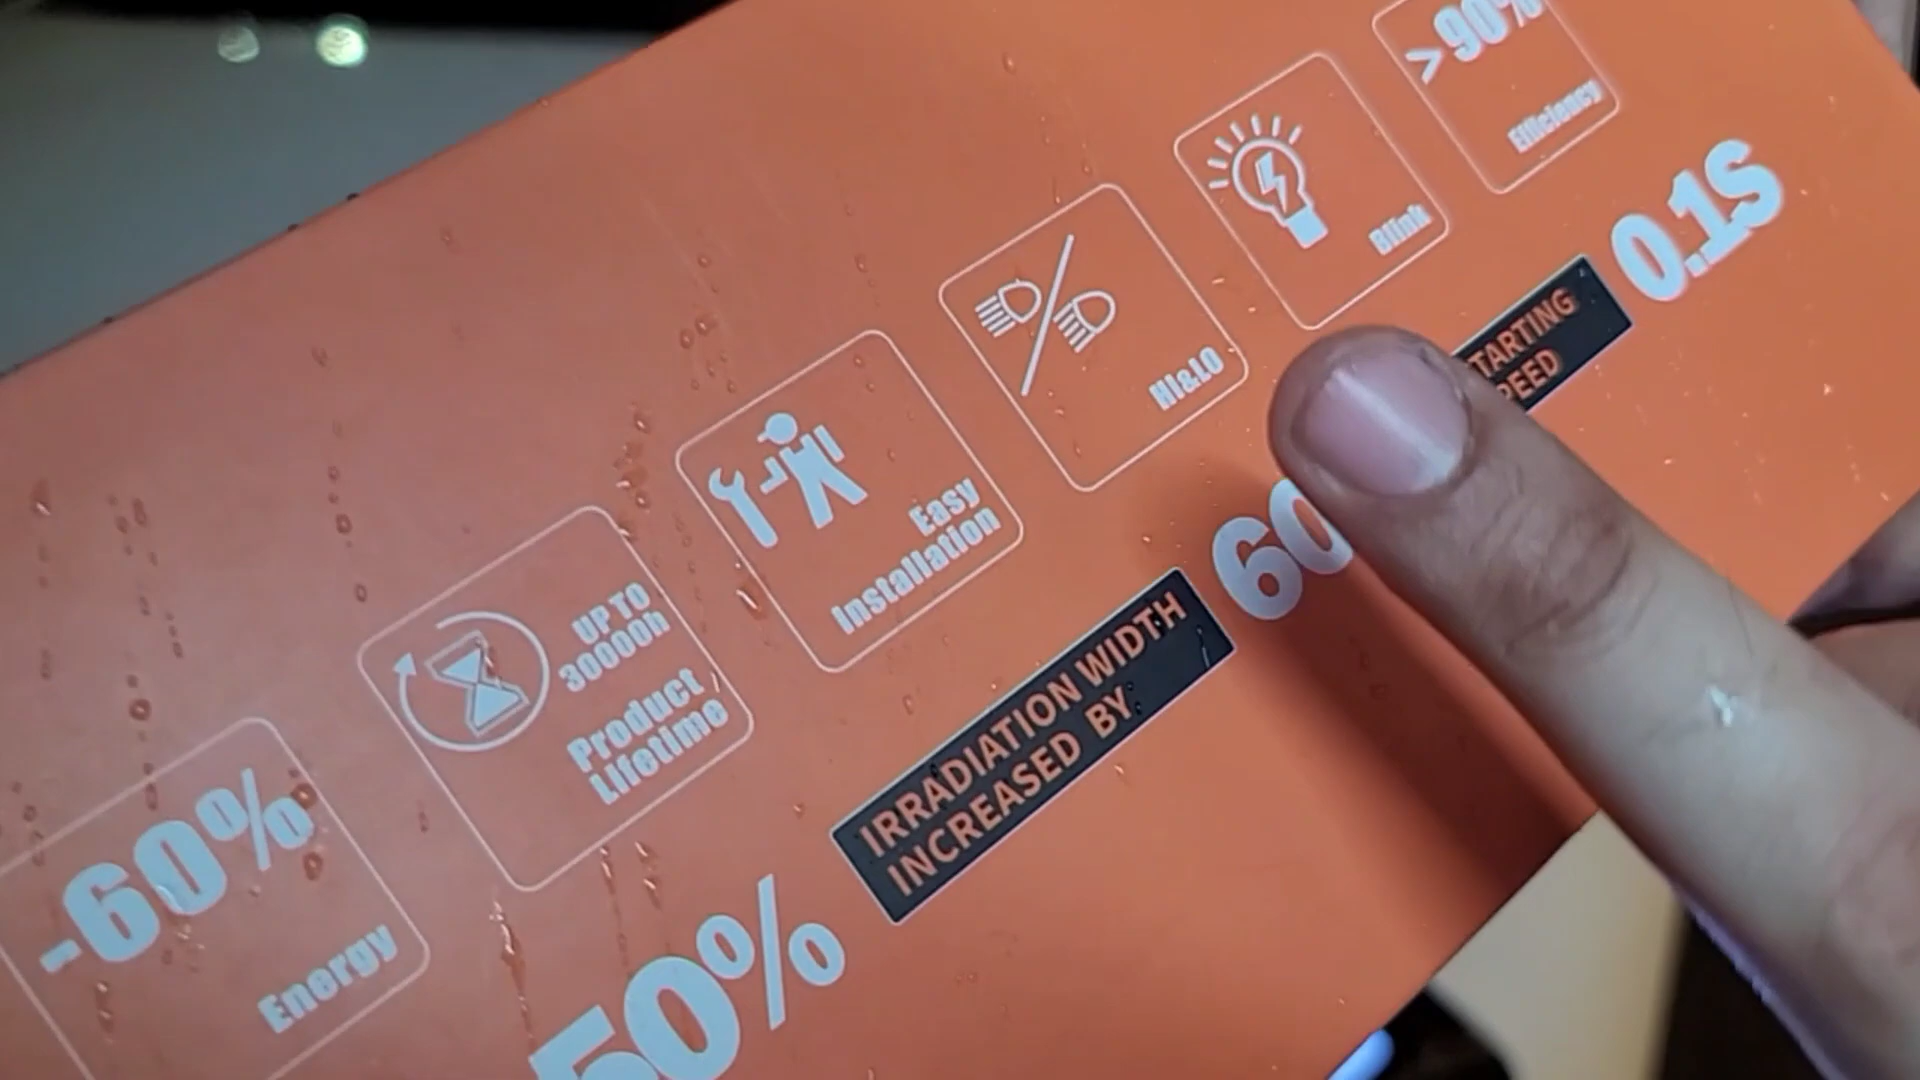 -60%
Energy
UP TO
30000h
Product
Lifetime
Easy
Installation
HI&LO
Blink
>90%
Efficiency
50%
IRRADIATION WIDTH
INCREASED BY
60
TARTING
PEED
0.1S